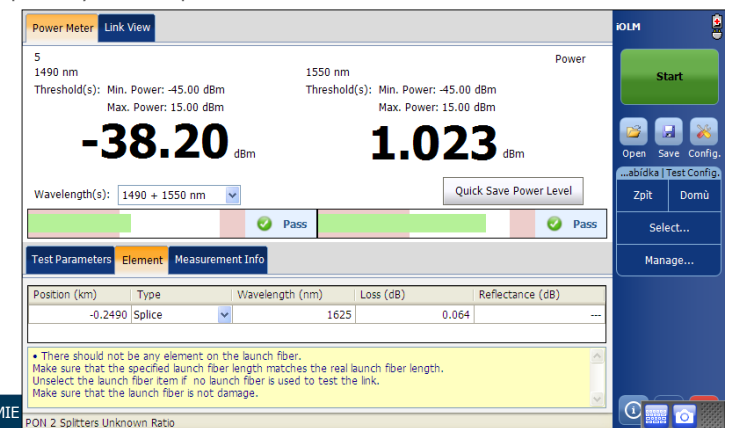 Power Meter Link View
iOLM
5
Power
1490 nm
1550 nm
Threshold(s): Min. Power: -45.00 dBm
Threshold(s): Min. Power: -45.00 dBm
Max. Power: 15.00 dBm
Max. Power: 15.00 dBm
Start
-38.20 dBm
1.023 dBm
Open Save Config.
...abídka | Test Config.
Wavelength(s): 1490 + 1550 nm
Quick Save Power Level
Zpìt Domù
Pass
Pass
Select...
Test Parameters Element Measurement Info
Manage...
Position (km) Type Wavelength (nm) Loss (dB) Reflectance (dB)
-0.2490 Splice 1625 0.064 ---
• There should not be any element on the launch fiber.
Make sure that the specified launch fiber length matches the real launch fiber length.
Unselect the launch fiber item if no launch fiber is used to test the link.
Make sure that the launch fiber is not damage.
MIE
PON 2 Splitters Unknown Ratio